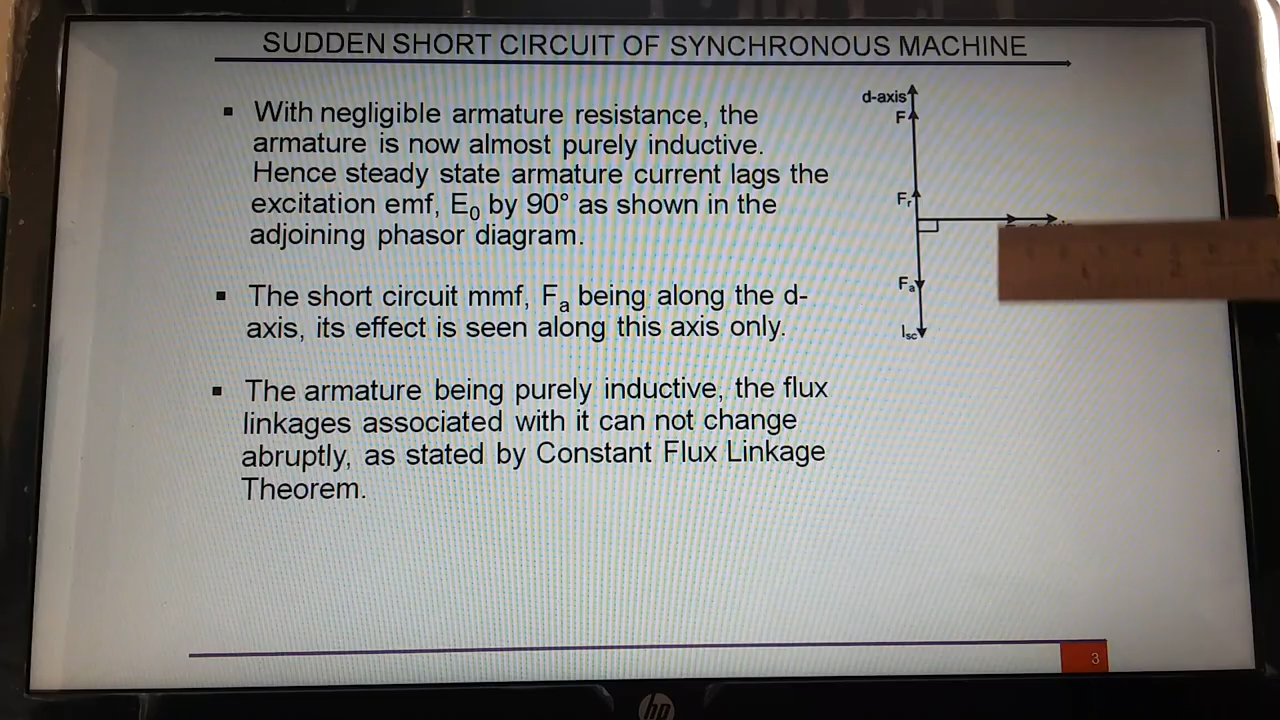 SUDDEN SHORT CIRCUIT OF SYNCHRONOUS MACHINE
▪ With negligible armature resistance, the
armature is now almost purely inductive.
Hence steady state armature current lags the
excitation emf, E₀ by 90° as shown in the
adjoining phasor diagram.
▪ The short circuit mmf, Fₐ being along the d-
axis, its effect is seen along this axis only.
▪ The armature being purely inductive, the flux
linkages associated with it can not change
abruptly, as stated by Constant Flux Linkage
Theorem.
d-axis
Fᵣ
Fₐ
Isc
3
hp